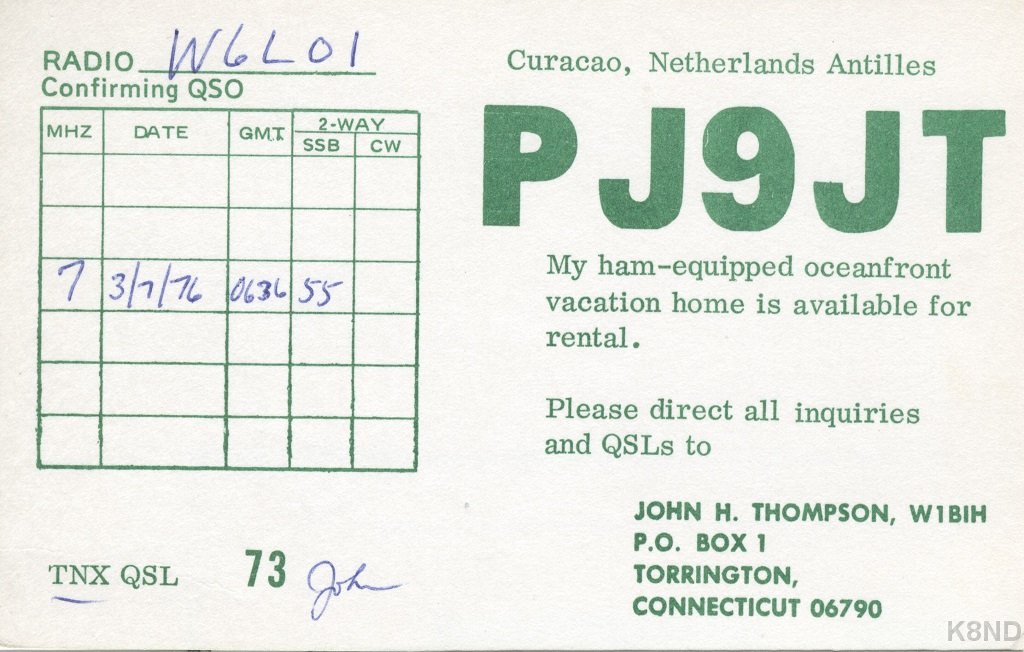 RADIO W6LOI
Confirming QSO
MHZ DATE GMT 2-WAY
SSB CW
7 3/7/76 0636 55
TNX QSL 73 John
Curacao, Netherlands Antilles
PJ9JT
My ham-equipped oceanfront
vacation home is available for
rental.
Please direct all inquiries
and QSLs to
JOHN H. THOMPSON, W1BIH
P.O. BOX 1
TORRINGTON,
CONNECTICUT 06790
K8ND